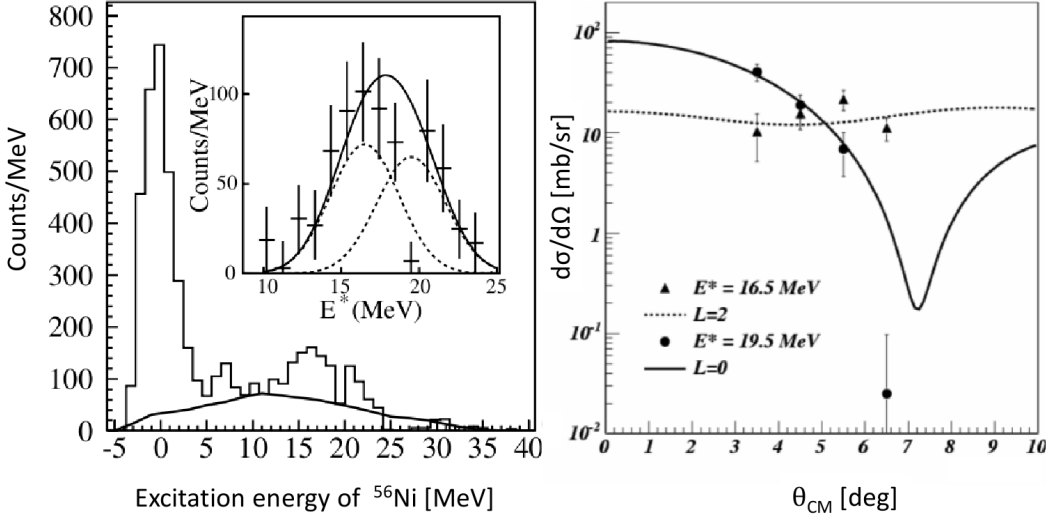 800
700
600
500
400
300
200
100
0
Counts/MeV
-5 0 5 10 15 20 25 30 35 40
Excitation energy of ⁵⁶Ni [MeV]
100
50
0
Counts/MeV
10 15 20 25
E* (MeV)
10²
10
1
10⁻¹
10⁻²
dσ/dΩ [mb/sr]
E* = 16.5 MeV
L=2
E* = 19.5 MeV
L=0
0 1 2 3 4 5 6 7 8 9 10
θCM [deg]